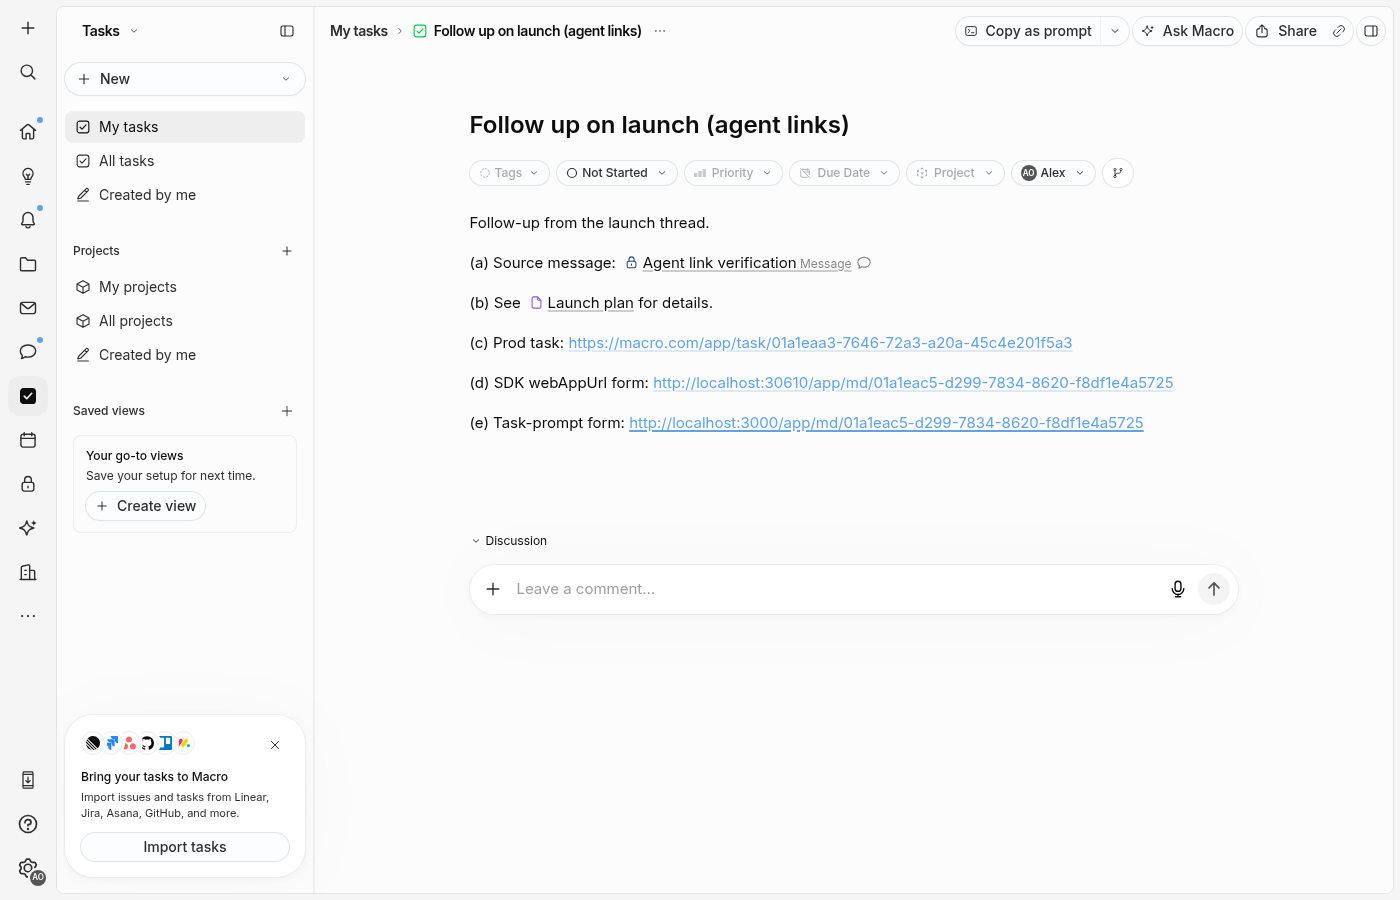 Tasks
New
My tasks
All tasks
Created by me
Projects
My projects
All projects
Created by me
Saved views
Your go-to views
Save your setup for next time.
Create view
Bring your tasks to Macro
Import issues and tasks from Linear,
Jira, Asana, GitHub, and more.
Import tasks
AO
My tasks › Follow up on launch (agent links) ···
Copy as prompt
Ask Macro
Share
Follow up on launch (agent links)
Tags
Not Started
Priority
Due Date
Project
AO Alex
Follow-up from the launch thread.
(a) Source message: Agent link verification Message
(b) See Launch plan for details.
(c) Prod task: https://macro.com/app/task/01a1eaa3-7646-72a3-a20a-45c4e201f5a3
(d) SDK webAppUrl form: http://localhost:30610/app/md/01a1eac5-d299-7834-8620-f8df1e4a5725
(e) Task-prompt form: http://localhost:3000/app/md/01a1eac5-d299-7834-8620-f8df1e4a5725
Discussion
Leave a comment...